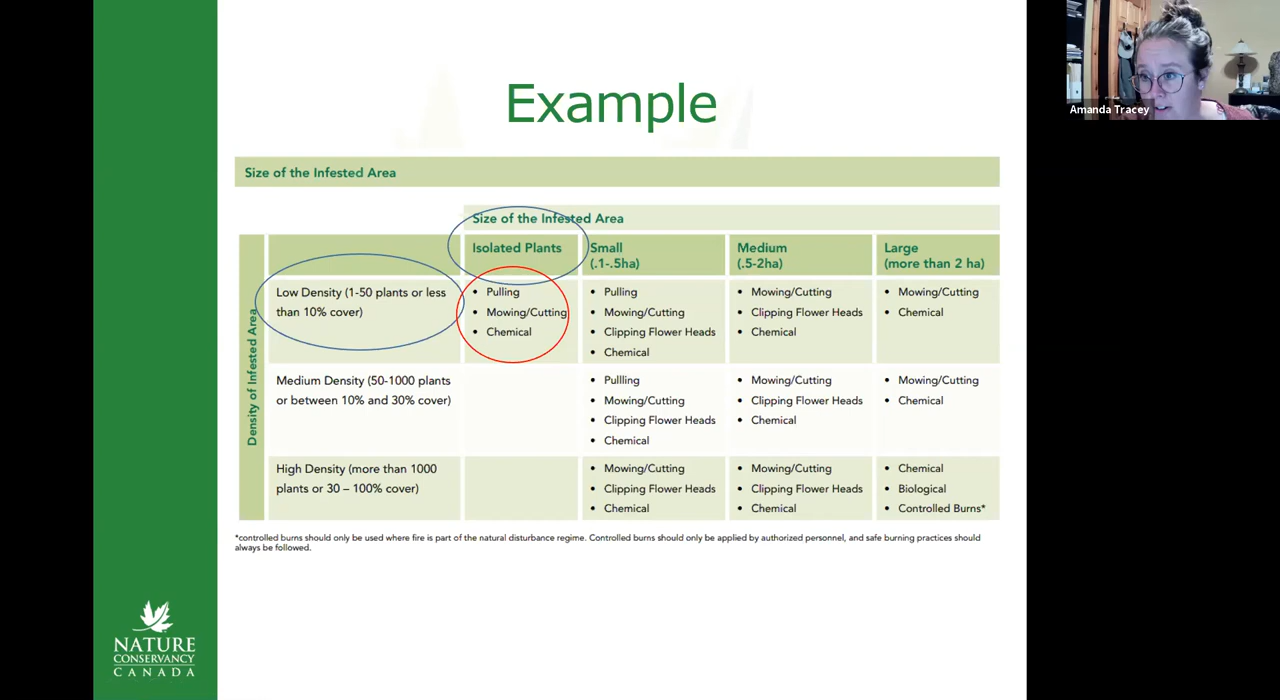 Example
Amanda Tracey
Size of the Infested Area
Size of the Infested Area
Isolated Plants
Small
(.1-.5ha)
Medium
(.5-2ha)
Large
(more than 2 ha)
Density of Infested Area
Low Density (1-50 plants or less
than 10% cover)
• Pulling
• Mowing/Cutting
• Chemical
• Pulling
• Mowing/Cutting
• Clipping Flower Heads
• Chemical
• Mowing/Cutting
• Clipping Flower Heads
• Chemical
• Mowing/Cutting
• Chemical
Medium Density (50-1000 plants
or between 10% and 30% cover)
• Pullling
• Mowing/Cutting
• Clipping Flower Heads
• Chemical
• Mowing/Cutting
• Clipping Flower Heads
• Chemical
• Mowing/Cutting
• Chemical
High Density (more than 1000
plants or 30 – 100% cover)
• Mowing/Cutting
• Clipping Flower Heads
• Chemical
• Mowing/Cutting
• Clipping Flower Heads
• Chemical
• Chemical
• Biological
• Controlled Burns*
*controlled burns should only be used where fire is part of the natural disturbance regime. Controlled burns should only be applied by authorized personnel, and safe burning practices should
always be followed.
NATURE
CONSERVANCY
CANADA